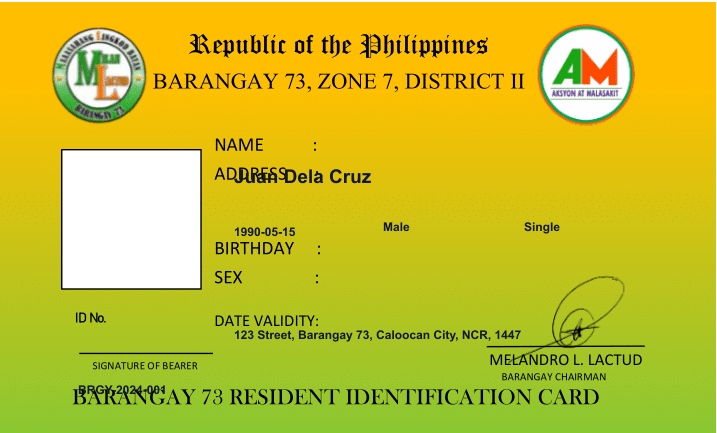 Republic of the Philippines
BARANGAY 73, ZONE 7, DISTRICT II
MAASAHANG LINGKOD BAYAN
MELAN
ML
LACTUD
BARANGAY 73
AM
AKSYON AT MALASAKIT
NAME :
ADDRESS :
Juan Dela Cruz
1990-05-15
Male
Single
BIRTHDAY :
SEX :
ID No.
DATE VALIDITY:
123 Street, Barangay 73, Caloocan City, NCR, 1447
MELANDRO L. LACTUD
SIGNATURE OF BEARER
BARANGAY CHAIRMAN
BRGY-2024-001
BARANGAY 73 RESIDENT IDENTIFICATION CARD